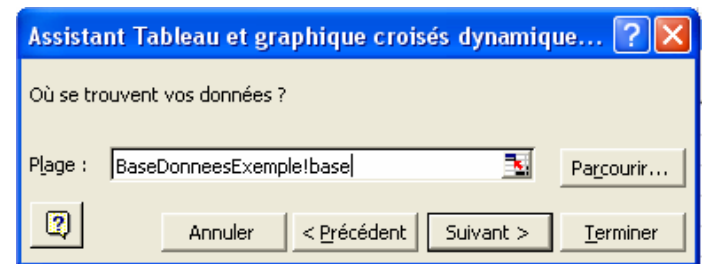 Assistant Tableau et graphique croisés dynamique... ?
Où se trouvent vos données ?
Plage : BaseDonneesExemple!base Parcourir...
? Annuler < Précédent Suivant > Terminer